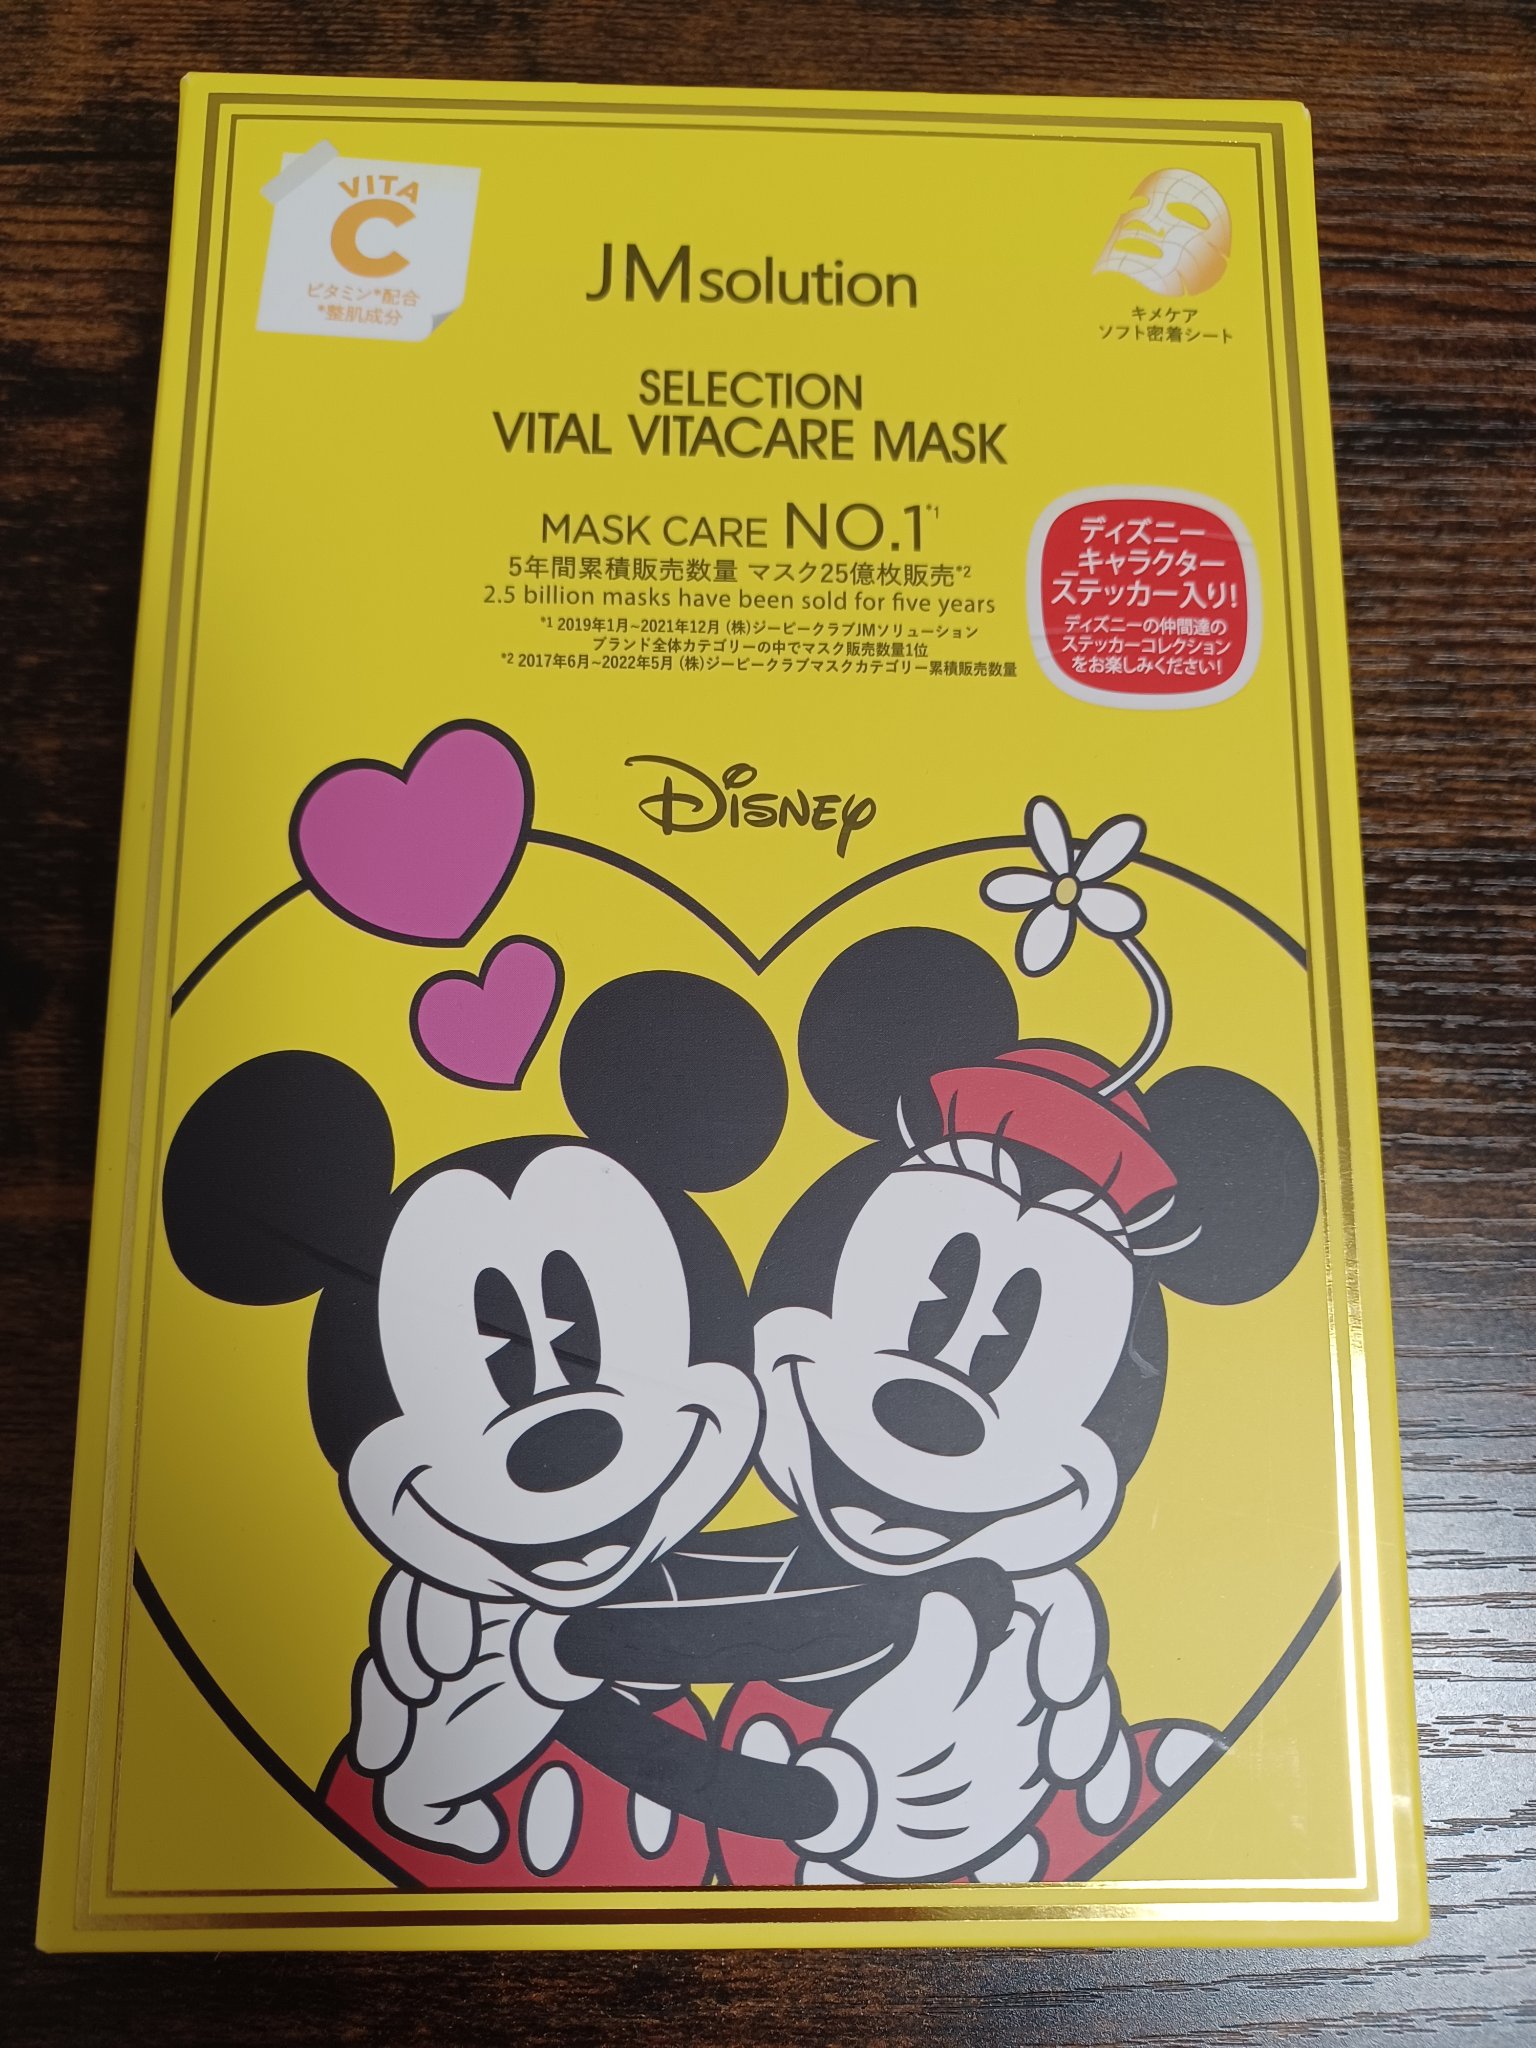 VITA
C
ビタミン*配合
*整肌成分
JMsolution
キメケア
ソフト密着シート
SELECTION
VITAL VITACARE MASK
MASK CARE NO.1*1
5年間累積販売数量 マスク25億枚販売*2
2.5 billion masks have been sold for five years
*1 2019年1月~2021年12月 (株)ジーピークラブJMソリューション
ブランド全体カテゴリーの中でマスク販売数量1位
*2 2017年6月~2022年5月 (株)ジーピークラブマスクカテゴリー累積販売数量
ディズニー
キャラクター
ステッカー入り!
ディズニーの仲間達の
ステッカーコレクション
をお楽しみください!
Disney